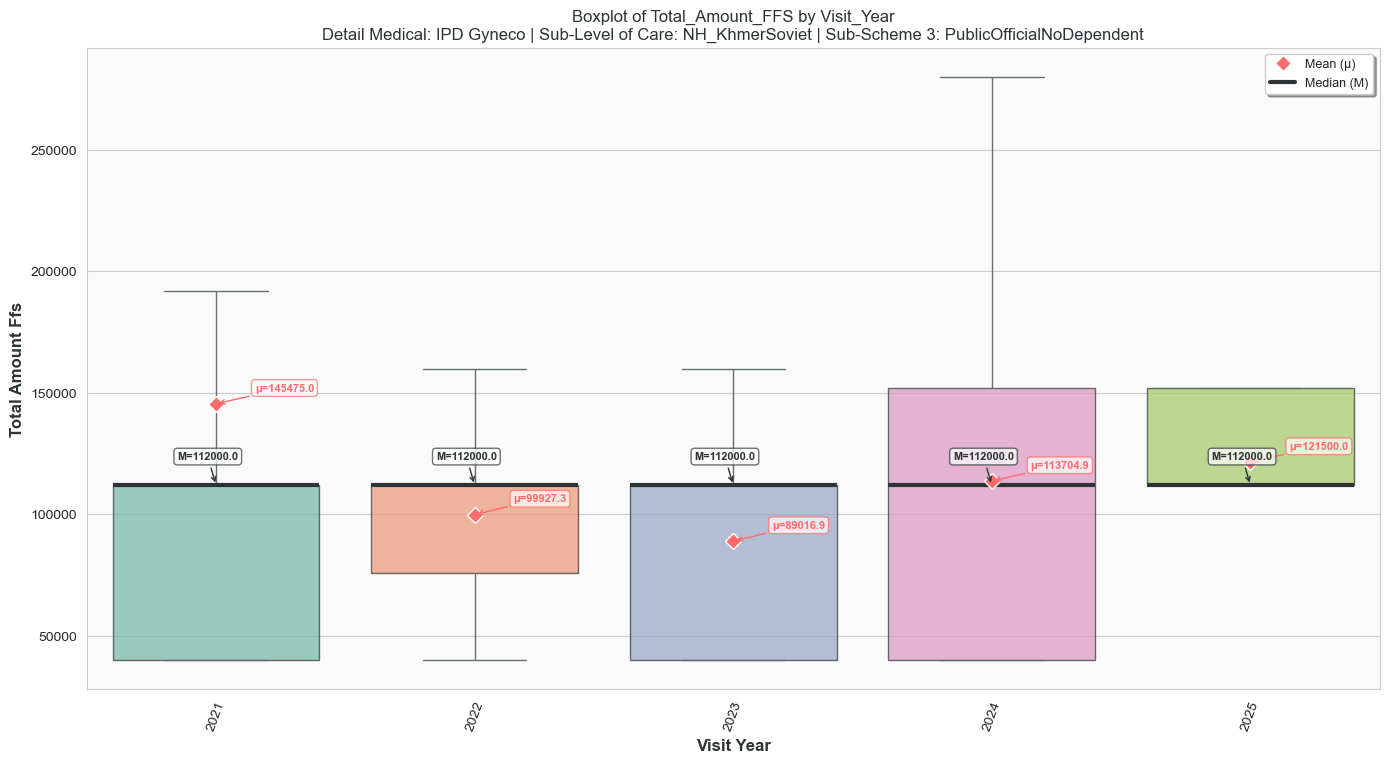 Boxplot of Total_Amount_FFS by Visit_Year
Detail Medical: IPD Gyneco | Sub-Level of Care: NH_KhmerSoviet | Sub-Scheme 3: PublicOfficialNoDependent
Mean (μ)
Median (M)
Total Amount Ffs
250000
200000
150000
100000
50000
μ=145475.0
M=112000.0
M=112000.0
μ=99927.3
M=112000.0
μ=89016.9
M=112000.0
μ=113704.9
M=112000.0
μ=121500.0
2021
2022
2023
2024
2025
Visit Year